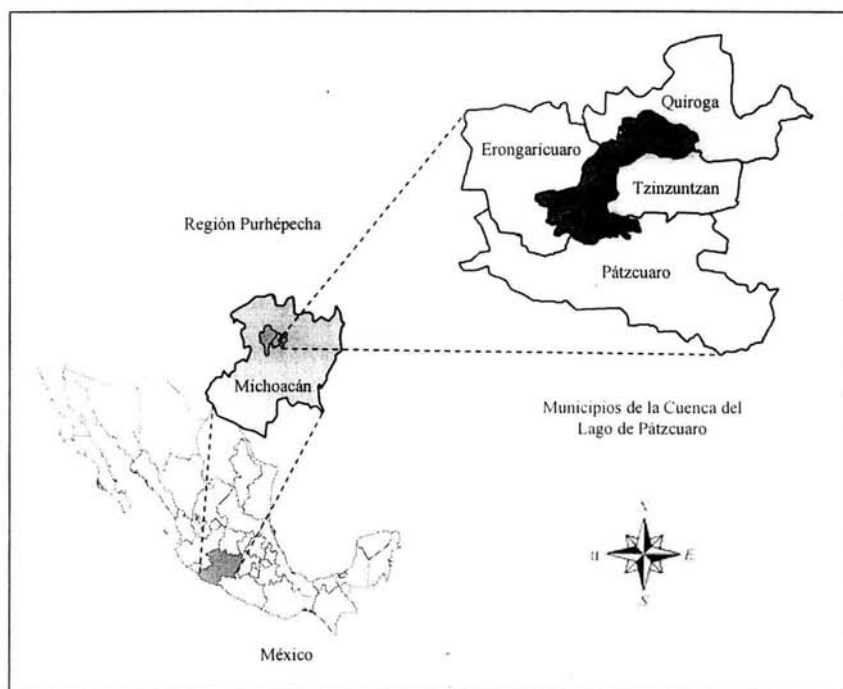 Quiroga
Erongarícuaro
Tzinzuntzan
Región Purhépecha
Pátzcuaro
Michoacán
Municipios de la Cuenca del
Lago de Pátzcuaro
E
S
México